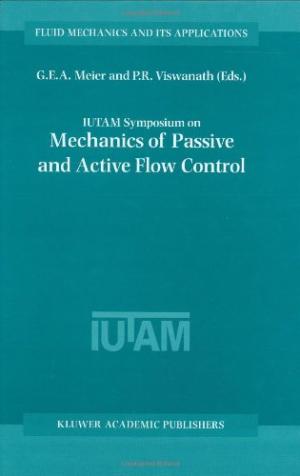 FLUID MECHANICS AND ITS APPLICATIONS
G.E.A. Meier and P.R. Viswanath (Eds.)
IUTAM Symposium on
Mechanics of Passive
and Active Flow Control
IUTAM
KLUWER ACADEMIC PUBLISHERS